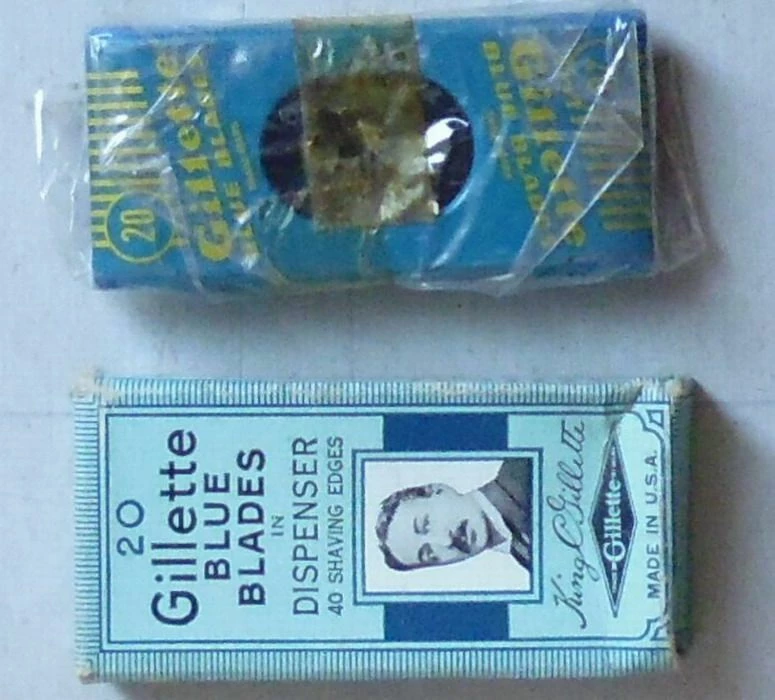 20
Gillette
BLUE BLADES
20
Gillette
BLUE
BLADES
IN
DISPENSER
40 SHAVING EDGES
King C Gillette
Gillette
MADE IN U.S.A.